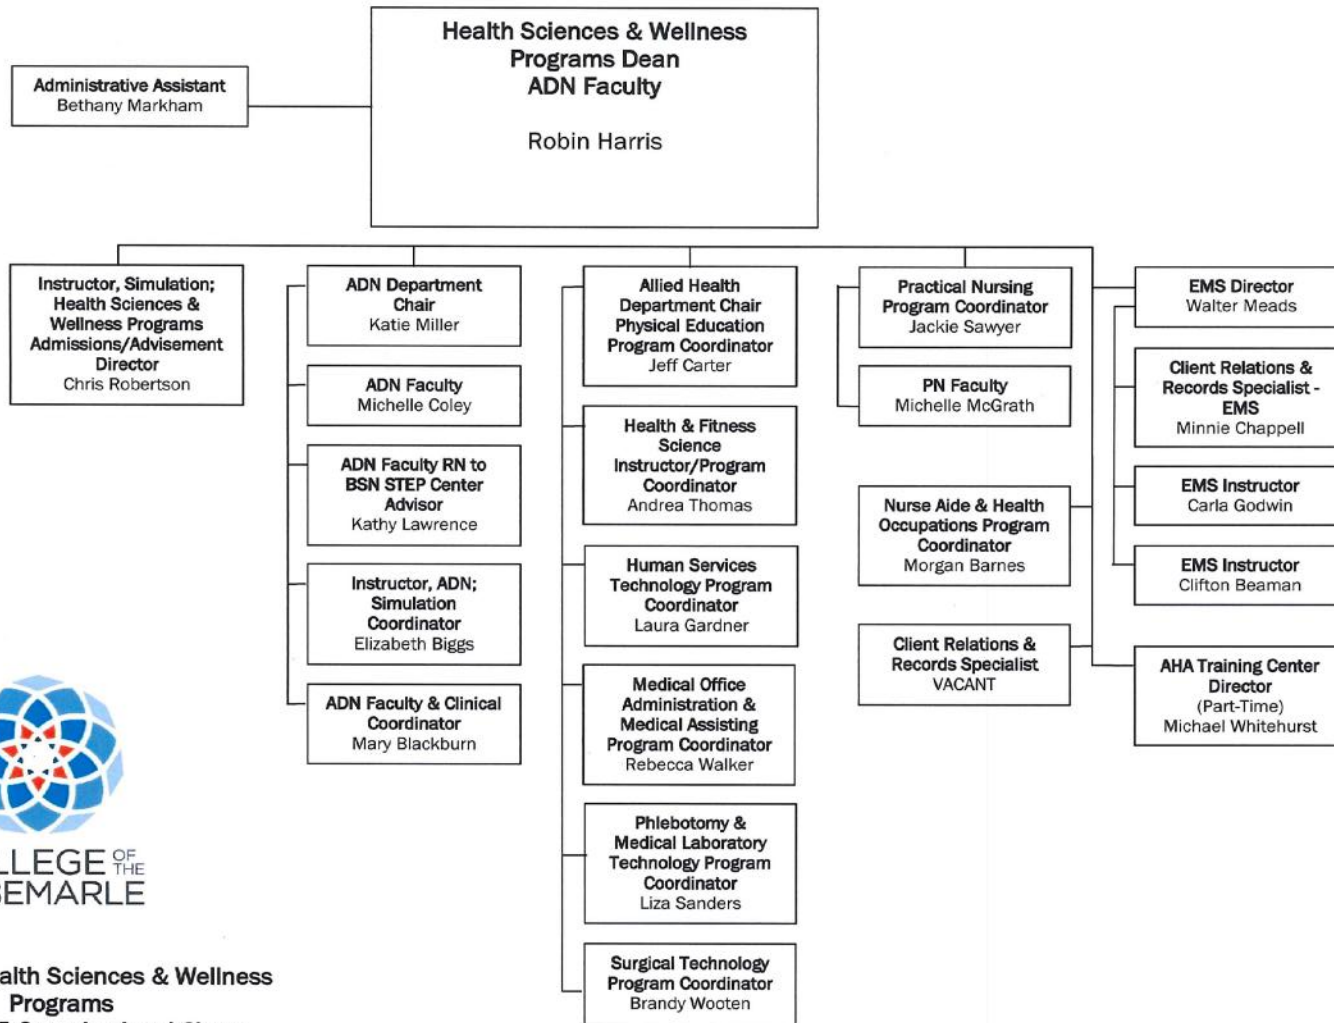 Health Sciences & Wellness
Programs Dean
ADN Faculty
Robin Harris
Administrative Assistant
Bethany Markham
Instructor, Simulation;
Health Sciences &
Wellness Programs
Admissions/Advisement
Director
Chris Robertson
ADN Department
Chair
Katie Miller
ADN Faculty
Michelle Coley
ADN Faculty RN to
BSN STEP Center
Advisor
Kathy Lawrence
Instructor, ADN;
Simulation
Coordinator
Elizabeth Biggs
ADN Faculty & Clinical
Coordinator
Mary Blackburn
Allied Health
Department Chair
Physical Education
Program Coordinator
Jeff Carter
Health & Fitness
Science
Instructor/Program
Coordinator
Andrea Thomas
Human Services
Technology Program
Coordinator
Laura Gardner
Medical Office
Administration &
Medical Assisting
Program Coordinator
Rebecca Walker
Phlebotomy &
Medical Laboratory
Technology Program
Coordinator
Liza Sanders
Surgical Technology
Program Coordinator
Brandy Wooten
Practical Nursing
Program Coordinator
Jackie Sawyer
PN Faculty
Michelle McGrath
Nurse Aide & Health
Occupations Program
Coordinator
Morgan Barnes
Client Relations &
Records Specialist
VACANT
EMS Director
Walter Meads
Client Relations &
Records Specialist -
EMS
Minnie Chappell
EMS Instructor
Carla Godwin
EMS Instructor
Clifton Beaman
AHA Training Center
Director
(Part-Time)
Michael Whitehurst
LLEGE OF THE
BEMARLE
alth Sciences & Wellness
Programs